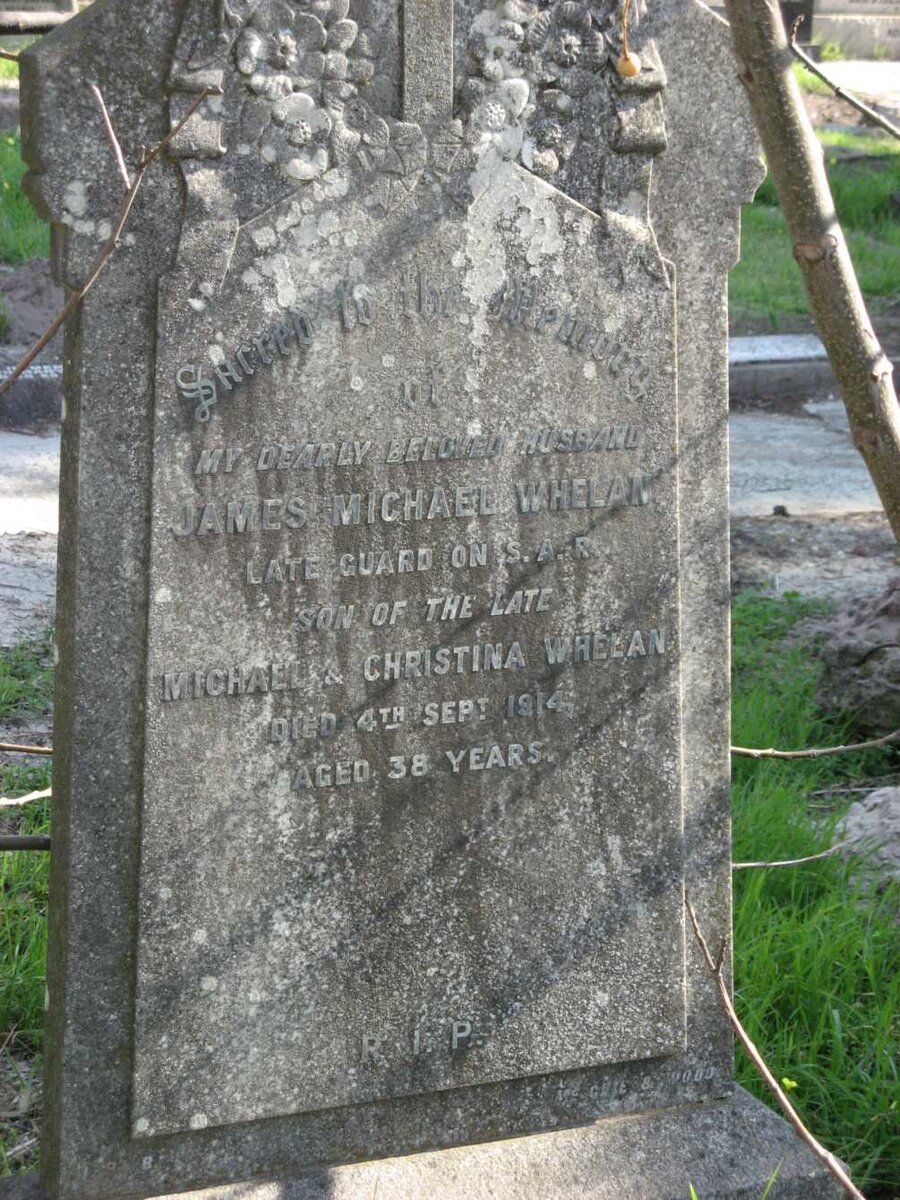 Sacred to the Memory
of
MY DEARLY BELOVED HUSBAND
JAMES MICHAEL WHELAN,
LATE GUARD ON S.A.R.
SON OF THE LATE
MICHAEL & CHRISTINA WHELAN
DIED 4TH SEPT 1914,
AGED 38 YEARS.
R.I.P.